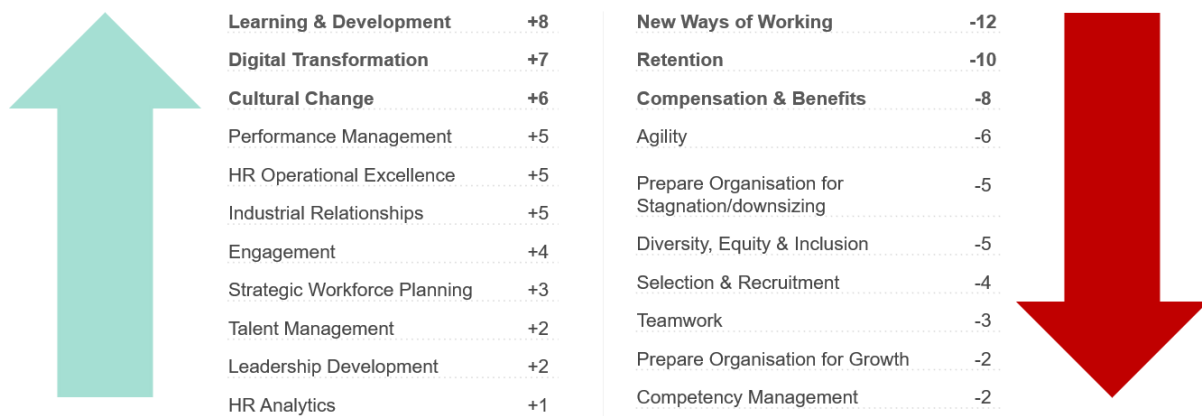 Learning & Development +8
Digital Transformation +7
Cultural Change +6
Performance Management +5
HR Operational Excellence +5
Industrial Relationships +5
Engagement +4
Strategic Workforce Planning +3
Talent Management +2
Leadership Development +2
HR Analytics +1
New Ways of Working -12
Retention -10
Compensation & Benefits -8
Agility -6
Prepare Organisation for
Stagnation/downsizing -5
Diversity, Equity & Inclusion -5
Selection & Recruitment -4
Teamwork -3
Prepare Organisation for Growth -2
Competency Management -2